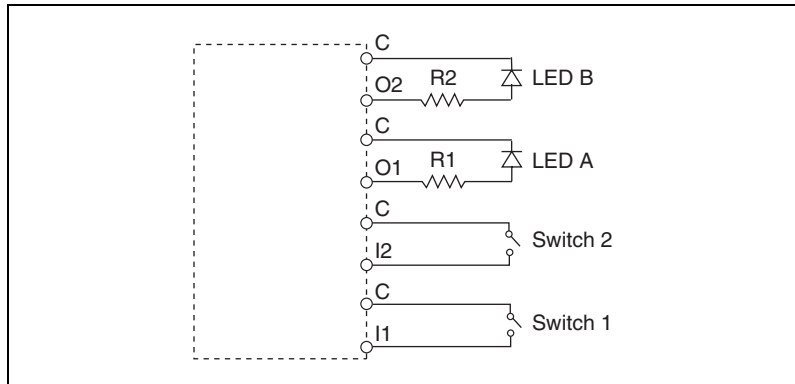 C
O2 R2 LED B
C
O1 R1 LED A
C
I2 Switch 2
C
I1 Switch 1